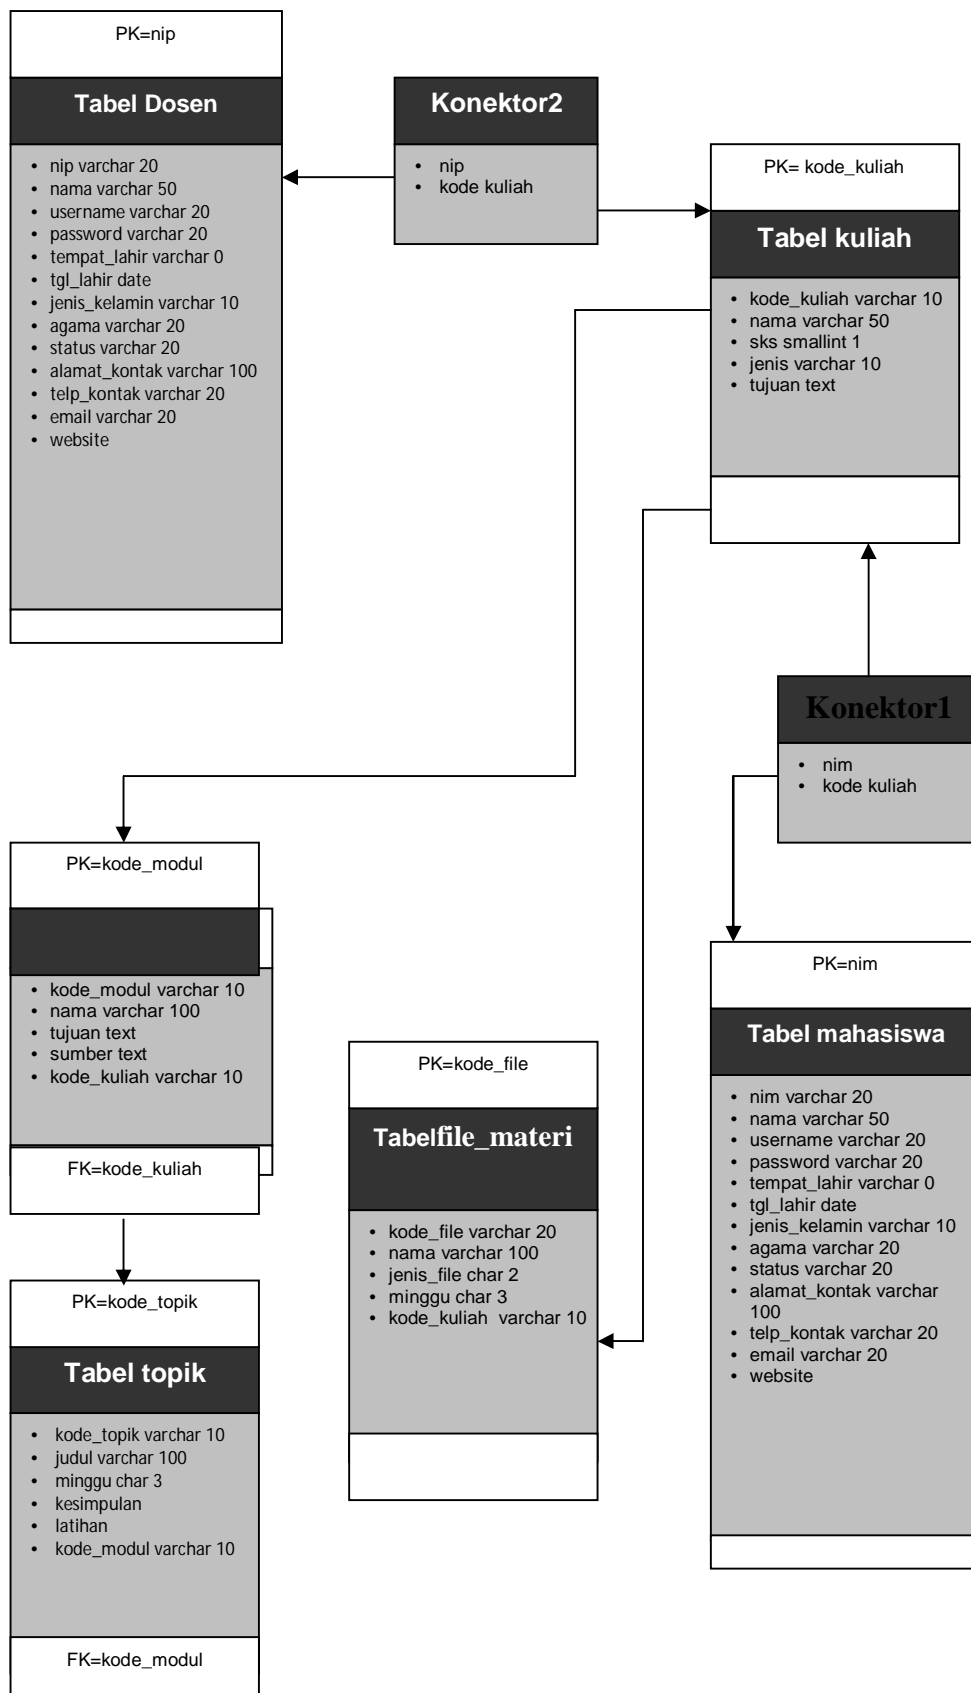 PK=nip
Tabel Dosen
• nip varchar 20
• nama varchar 50
• username varchar 20
• password varchar 20
• tempat_lahir varchar 0
• tgl_lahir date
• jenis_kelamin varchar 10
• agama varchar 20
• status varchar 20
• alamat_kontak varchar 100
• telp_kontak varchar 20
• email varchar 20
• website
Konektor2
• nip
• kode kuliah
PK= kode_kuliah
Tabel kuliah
• kode_kuliah varchar 10
• nama varchar 50
• sks smallint 1
• jenis varchar 10
• tujuan text
Konektor1
• nim
• kode kuliah
PK=kode_modul
• kode_modul varchar 10
• nama varchar 100
• tujuan text
• sumber text
• kode_kuliah varchar 10
FK=kode_kuliah
PK=kode_file
Tabelfile_materi
• kode_file varchar 20
• nama varchar 100
• jenis_file char 2
• minggu char 3
• kode_kuliah  varchar 10
PK=nim
Tabel mahasiswa
• nim varchar 20
• nama varchar 50
• username varchar 20
• password varchar 20
• tempat_lahir varchar 0
• tgl_lahir date
• jenis_kelamin varchar 10
• agama varchar 20
• status varchar 20
• alamat_kontak varchar
100
• telp_kontak varchar 20
• email varchar 20
• website
PK=kode_topik
Tabel topik
• kode_topik varchar 10
• judul varchar 100
• minggu char 3
• kesimpulan
• latihan
• kode_modul varchar 10
FK=kode_modul